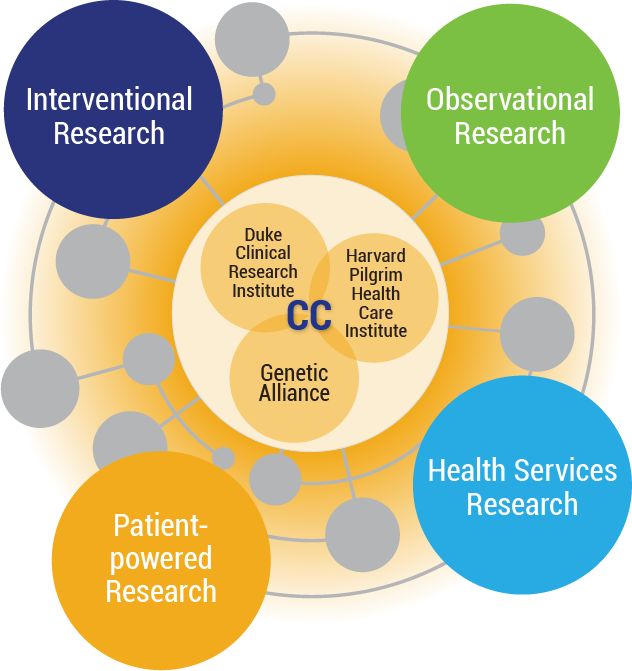 Interventional
Research
Observational
Research
Duke
Clinical
Research
Institute
Harvard
Pilgrim
Health
Care
Institute
CC
Genetic
Alliance
Health Services
Research
Patient-
powered
Research